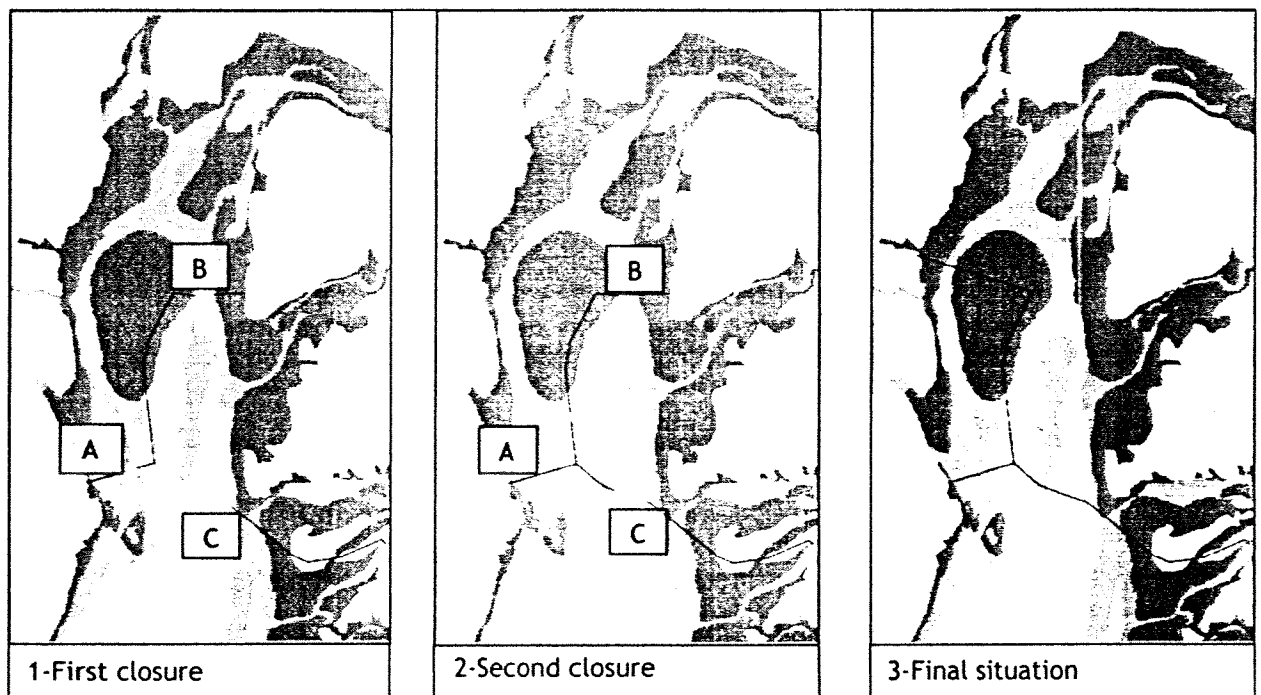 B
A
C
1-First closure
B
A
C
2-Second closure
3-Final situation